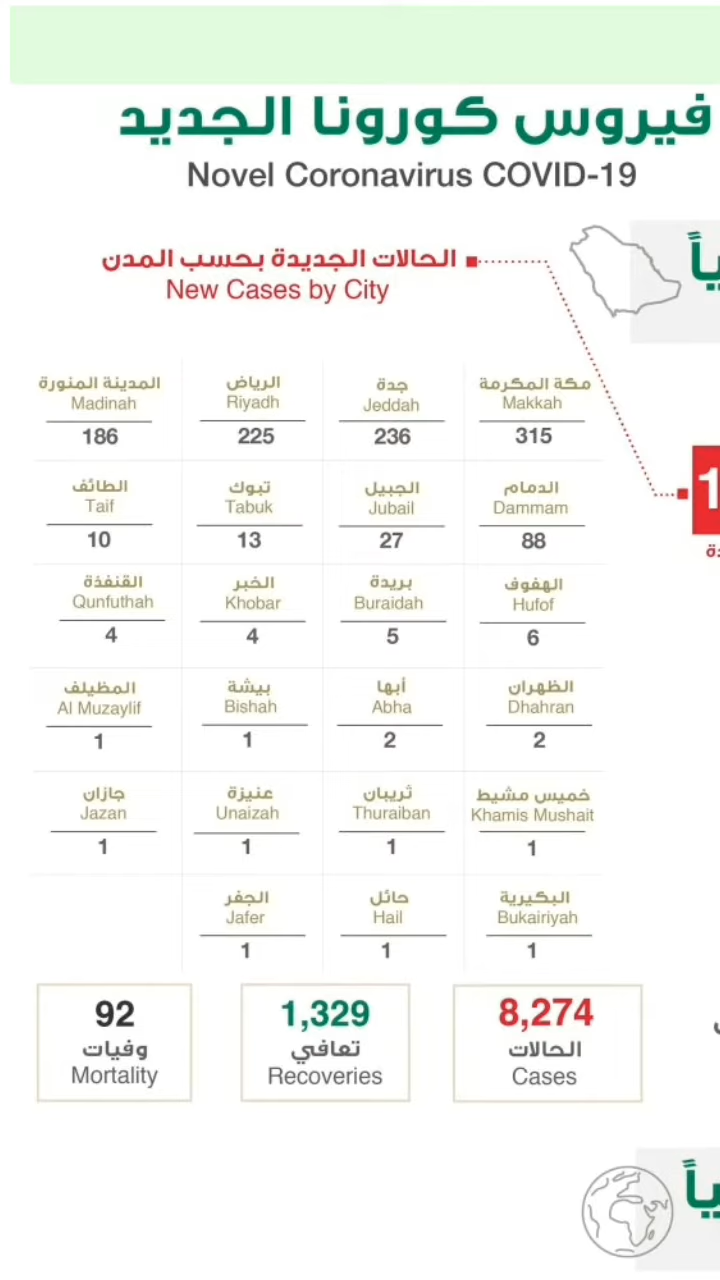 فيروس كورونا الجديد
Novel Coronavirus COVID-19
الحالات الجديدة بحسب المدن
New Cases by City
مكة المكرمة
Makkah
315
جدة
Jeddah
236
الرياض
Riyadh
225
المدينة المنورة
Madinah
186
الدمام
Dammam
88
الجبيل
Jubail
27
تبوك
Tabuk
13
الطائف
Taif
10
الهفوف
Hufof
6
بريدة
Buraidah
5
الخبر
Khobar
4
القنفذة
Qunfuthah
4
الظهران
Dhahran
2
أبها
Abha
2
بيشة
Bishah
1
المظيلف
Al Muzaylif
1
خميس مشيط
Khamis Mushait
1
ثريبان
Thuraiban
1
عنيزة
Unaizah
1
جازان
Jazan
1
البكيرية
Bukairiyah
1
حائل
Hail
1
الجفر
Jafer
1
8,274
الحالات
Cases
1,329
تعافي
Recoveries
92
وفيات
Mortality